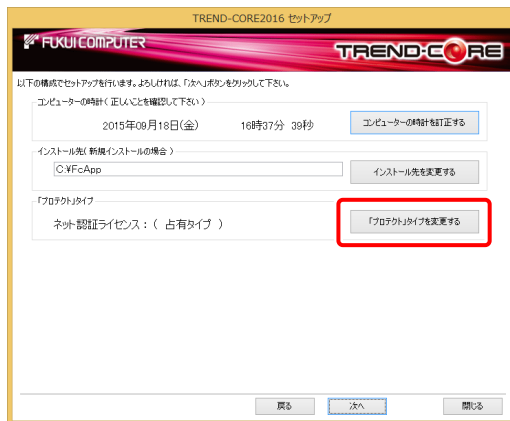 TREND-CORE2016 セットアップ
FUKUI COMPUTER
TREND-CORE
以下の構成でセットアップを行います。よろしければ、「次へ」ボタンをクリックして下さい。
コンピューターの時計( 正しいことを確認して下さい )
2015年09月18日(金) 16時37分 39秒 コンピューターの時計を訂正する
インストール先( 新規インストールの場合 )
C:¥FcApp インストール先を変更する
「プロテクト」タイプ
ネット認証ライセンス : ( 占有タイプ ) 「プロテクト」タイプを変更する
戻る 次へ 閉じる